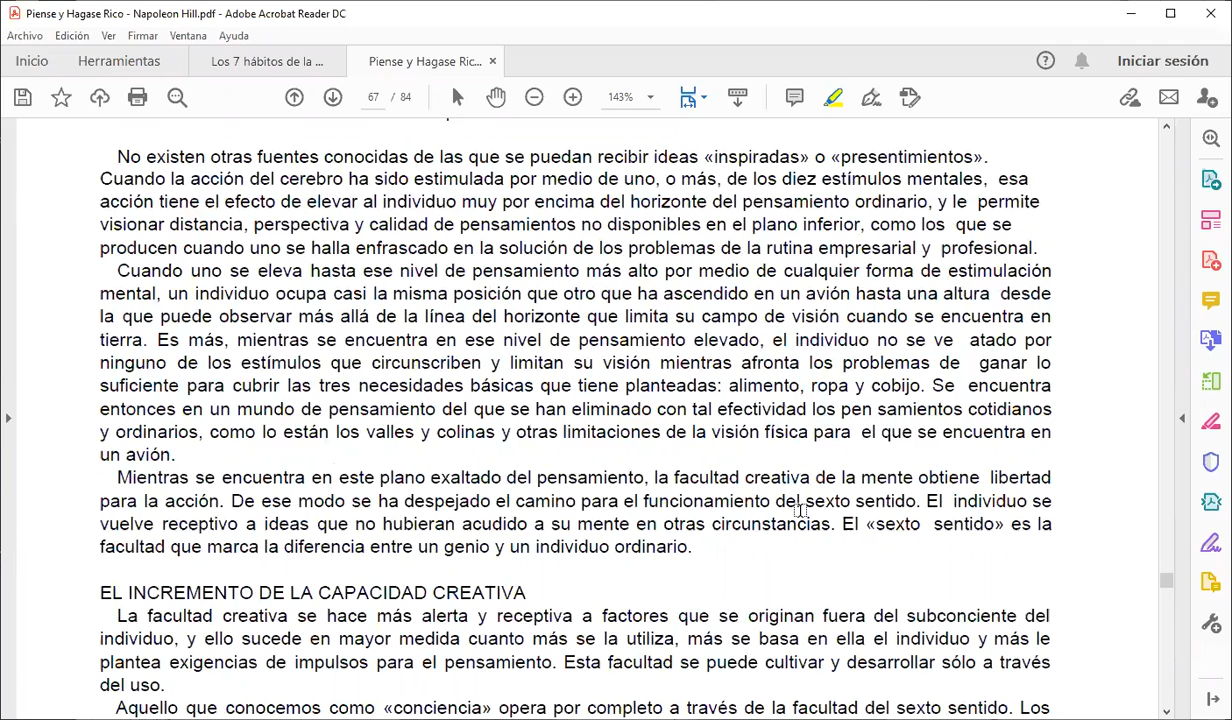 Piense y Hagase Rico - Napoleon Hill.pdf - Adobe Acrobat Reader DC
Archivo Edición Ver Firmar Ventana Ayuda
Inicio Herramientas Los 7 hábitos de la ... Piense y Hagase Ric... × Iniciar sesión
67 / 84 143%
No existen otras fuentes conocidas de las que se puedan recibir ideas «inspiradas» o «presentimientos».
Cuando la acción del cerebro ha sido estimulada por medio de uno, o más, de los diez estímulos mentales, esa
acción tiene el efecto de elevar al individuo muy por encima del horizonte del pensamiento ordinario, y le permite
visionar distancia, perspectiva y calidad de pensamientos no disponibles en el plano inferior, como los que se
producen cuando uno se halla enfrascado en la solución de los problemas de la rutina empresarial y profesional.
Cuando uno se eleva hasta ese nivel de pensamiento más alto por medio de cualquier forma de estimulación
mental, un individuo ocupa casi la misma posición que otro que ha ascendido en un avión hasta una altura desde
la que puede observar más allá de la línea del horizonte que limita su campo de visión cuando se encuentra en
tierra. Es más, mientras se encuentra en ese nivel de pensamiento elevado, el individuo no se ve atado por
ninguno de los estímulos que circunscriben y limitan su visión mientras afronta los problemas de ganar lo
suficiente para cubrir las tres necesidades básicas que tiene planteadas: alimento, ropa y cobijo. Se encuentra
entonces en un mundo de pensamiento del que se han eliminado con tal efectividad los pen samientos cotidianos
y ordinarios, como lo están los valles y colinas y otras limitaciones de la visión física para el que se encuentra en
un avión.
Mientras se encuentra en este plano exaltado del pensamiento, la facultad creativa de la mente obtiene libertad
para la acción. De ese modo se ha despejado el camino para el funcionamiento del sexto sentido. El individuo se
vuelve receptivo a ideas que no hubieran acudido a su mente en otras circunstancias. El «sexto sentido» es la
facultad que marca la diferencia entre un genio y un individuo ordinario.
EL INCREMENTO DE LA CAPACIDAD CREATIVA
La facultad creativa se hace más alerta y receptiva a factores que se originan fuera del subconciente del
individuo, y ello sucede en mayor medida cuanto más se la utiliza, más se basa en ella el individuo y más le
plantea exigencias de impulsos para el pensamiento. Esta facultad se puede cultivar y desarrollar sólo a través
del uso.
Aquello que conocemos como «conciencia» opera por completo a través de la facultad del sexto sentido. Los